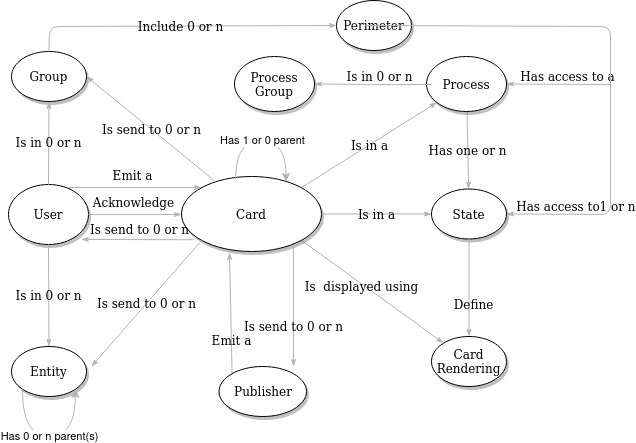 Include 0 or n
Perimeter
Group
Process
Group
Is in 0 or n
Process
Has access to a
Is in 0 or n
Is send to 0 or n
Has 1 or 0 parent
Is in a
Has one or n
Emit a
Acknowledge
User
Card
Is in a
State
Has access to1 or n
Is send to 0 or n
Is in 0 or n
Is send to 0 or n
Is  displayed using
Define
Is send to 0 or n
Emit a
Entity
Publisher
Card
Rendering
Has 0 or n parent(s)